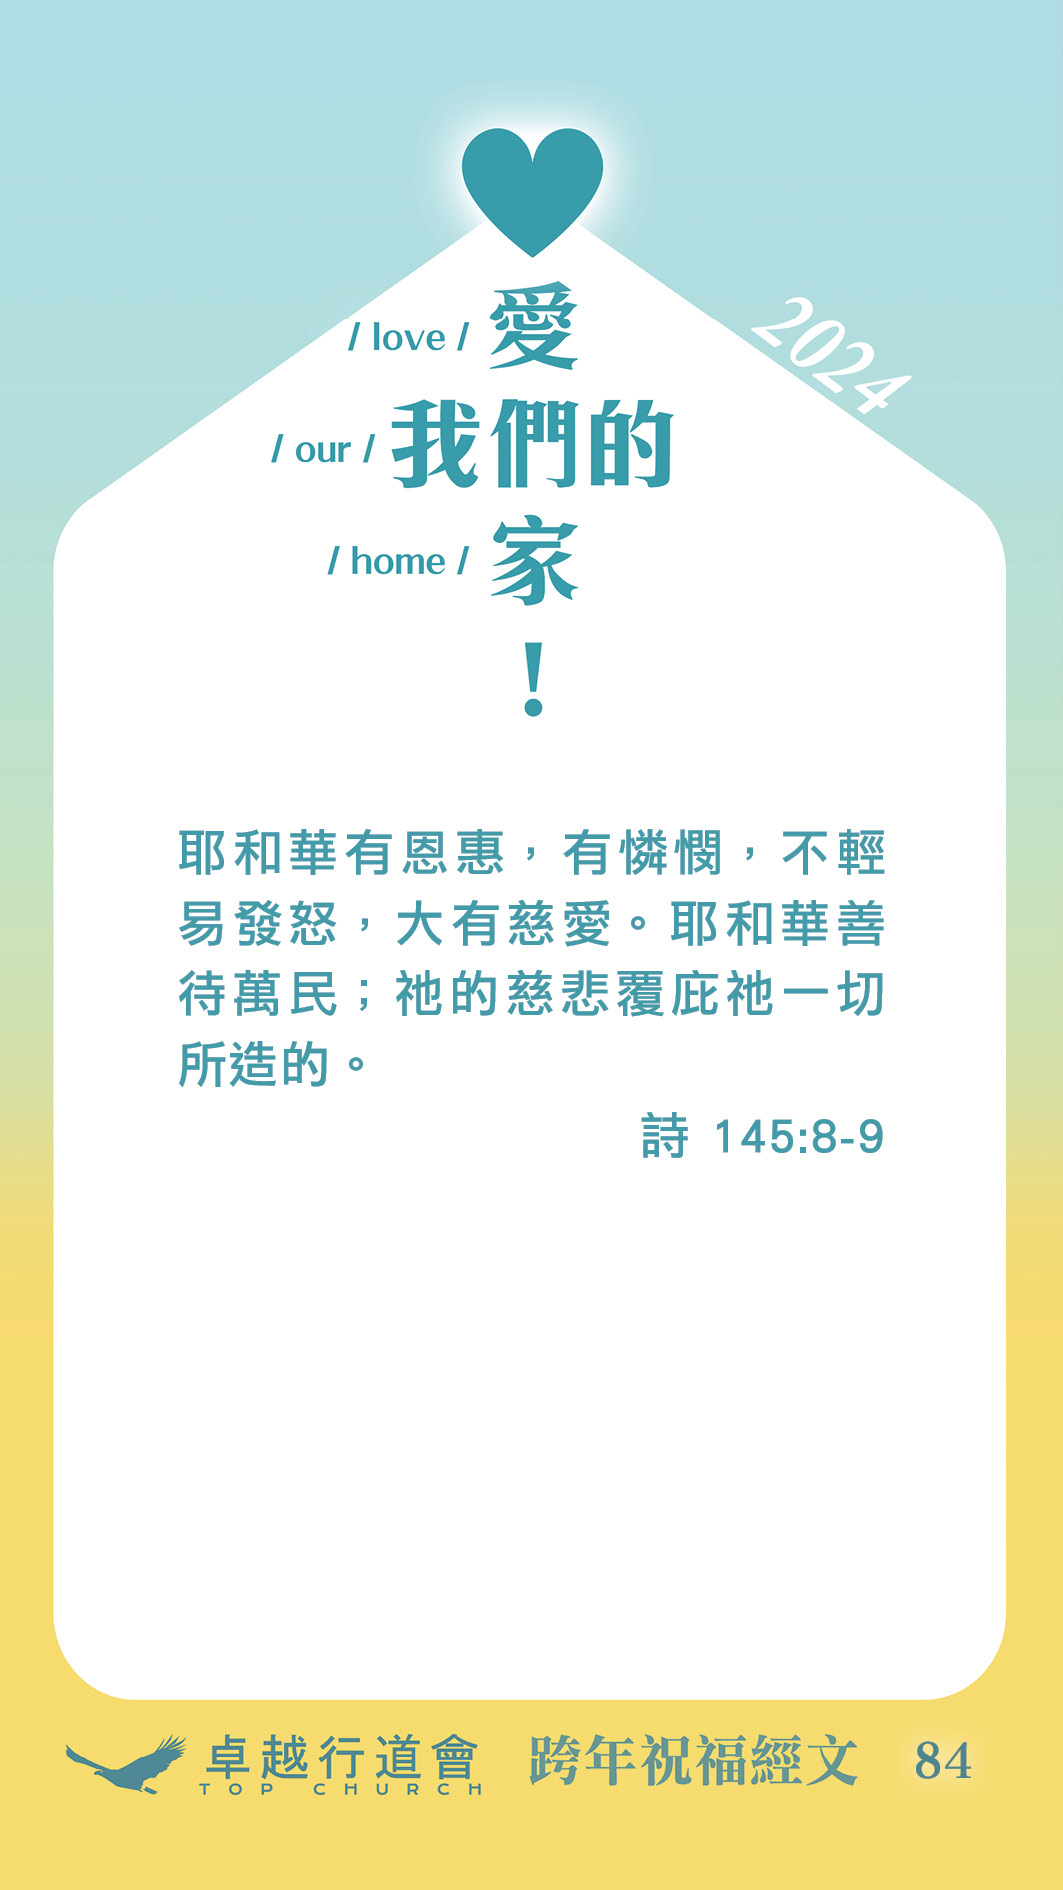 / love / 愛
2024
/ our / 我們的
/ home / 家
!
耶和華有恩惠，有憐憫，不輕
易發怒，大有慈愛。耶和華善
待萬民；祂的慈悲覆庇祂一切
所造的。
詩 145:8-9
卓越行道會 跨年祝福經文 84
TOP CHURCH